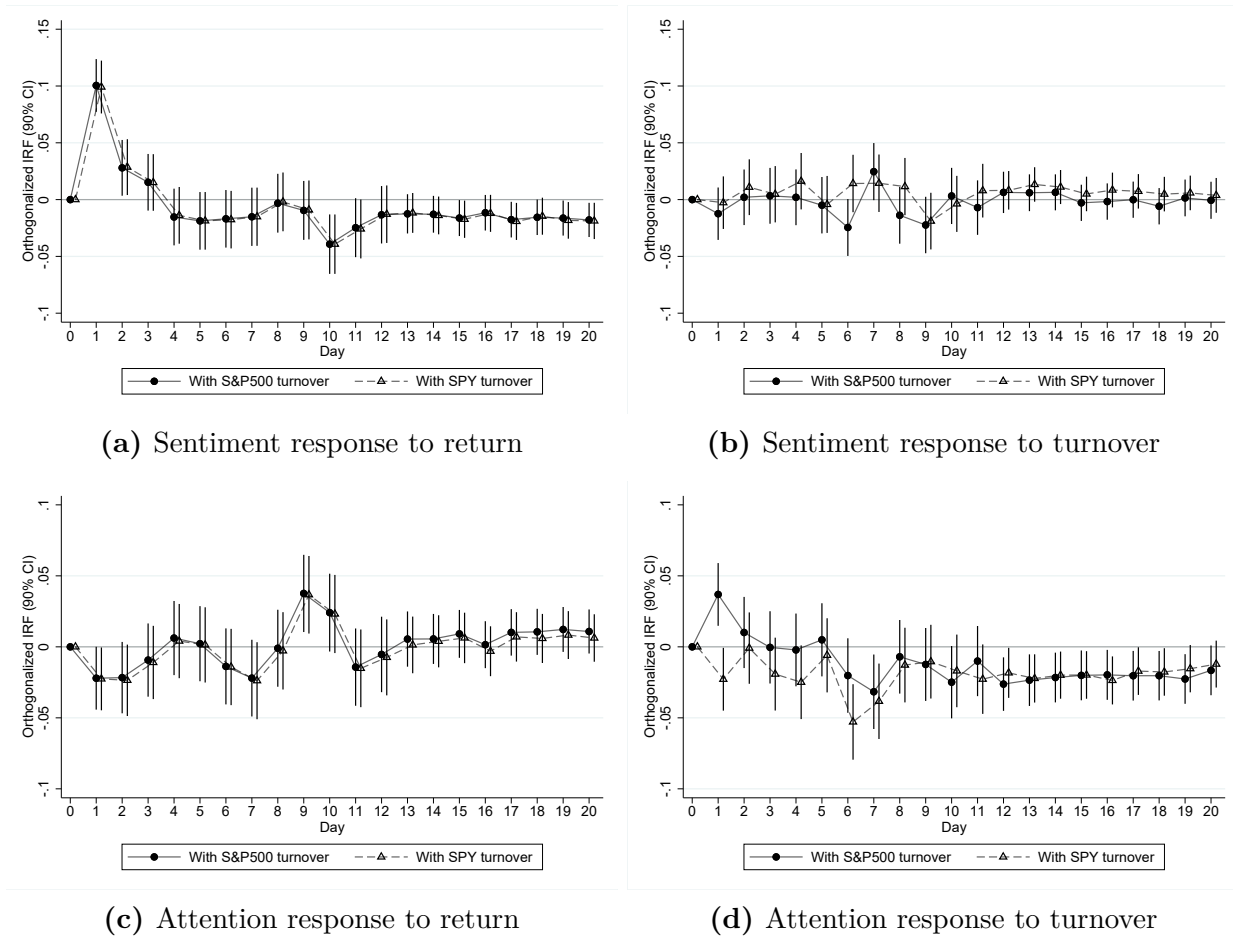 Orthogonalized IRF (90% CI)
.15
.1
.05
0
-.05
-.1
0 1 2 3 4 5 6 7 8 9 10 11 12 13 14 15 16 17 18 19 20
Day
With S&P500 turnover With SPY turnover
(a) Sentiment response to return
Orthogonalized IRF (90% CI)
.15
.1
.05
0
-.05
-.1
0 1 2 3 4 5 6 7 8 9 10 11 12 13 14 15 16 17 18 19 20
Day
With S&P500 turnover With SPY turnover
(b) Sentiment response to turnover
Orthogonalized IRF (90% CI)
.1
.05
0
-.05
-.1
0 1 2 3 4 5 6 7 8 9 10 11 12 13 14 15 16 17 18 19 20
Day
With S&P500 turnover With SPY turnover
(c) Attention response to return
Orthogonalized IRF (90% CI)
.1
.05
0
-.05
-.1
0 1 2 3 4 5 6 7 8 9 10 11 12 13 14 15 16 17 18 19 20
Day
With S&P500 turnover With SPY turnover
(d) Attention response to turnover